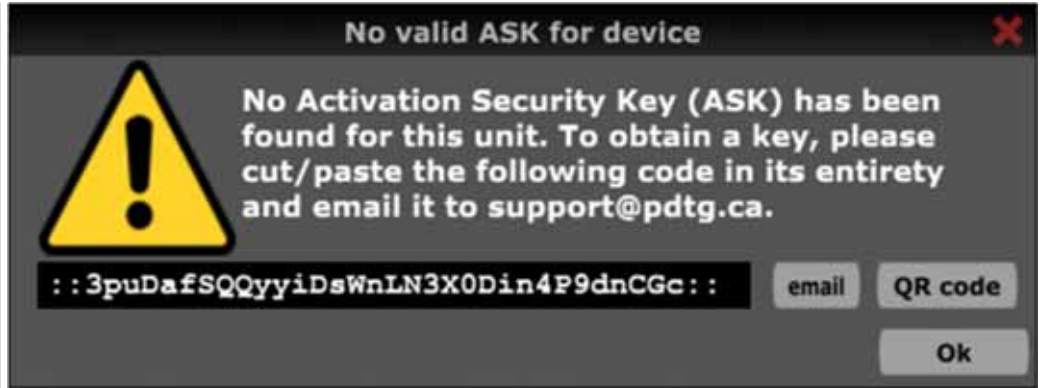 No valid ASK for device
No Activation Security Key (ASK) has been
found for this unit. To obtain a key, please
cut/paste the following code in its entirety
and email it to support@pdtg.ca.
::3puDafSQQyyiDsWnLN3X0Din4P9dnCGc::
email
QR code
Ok